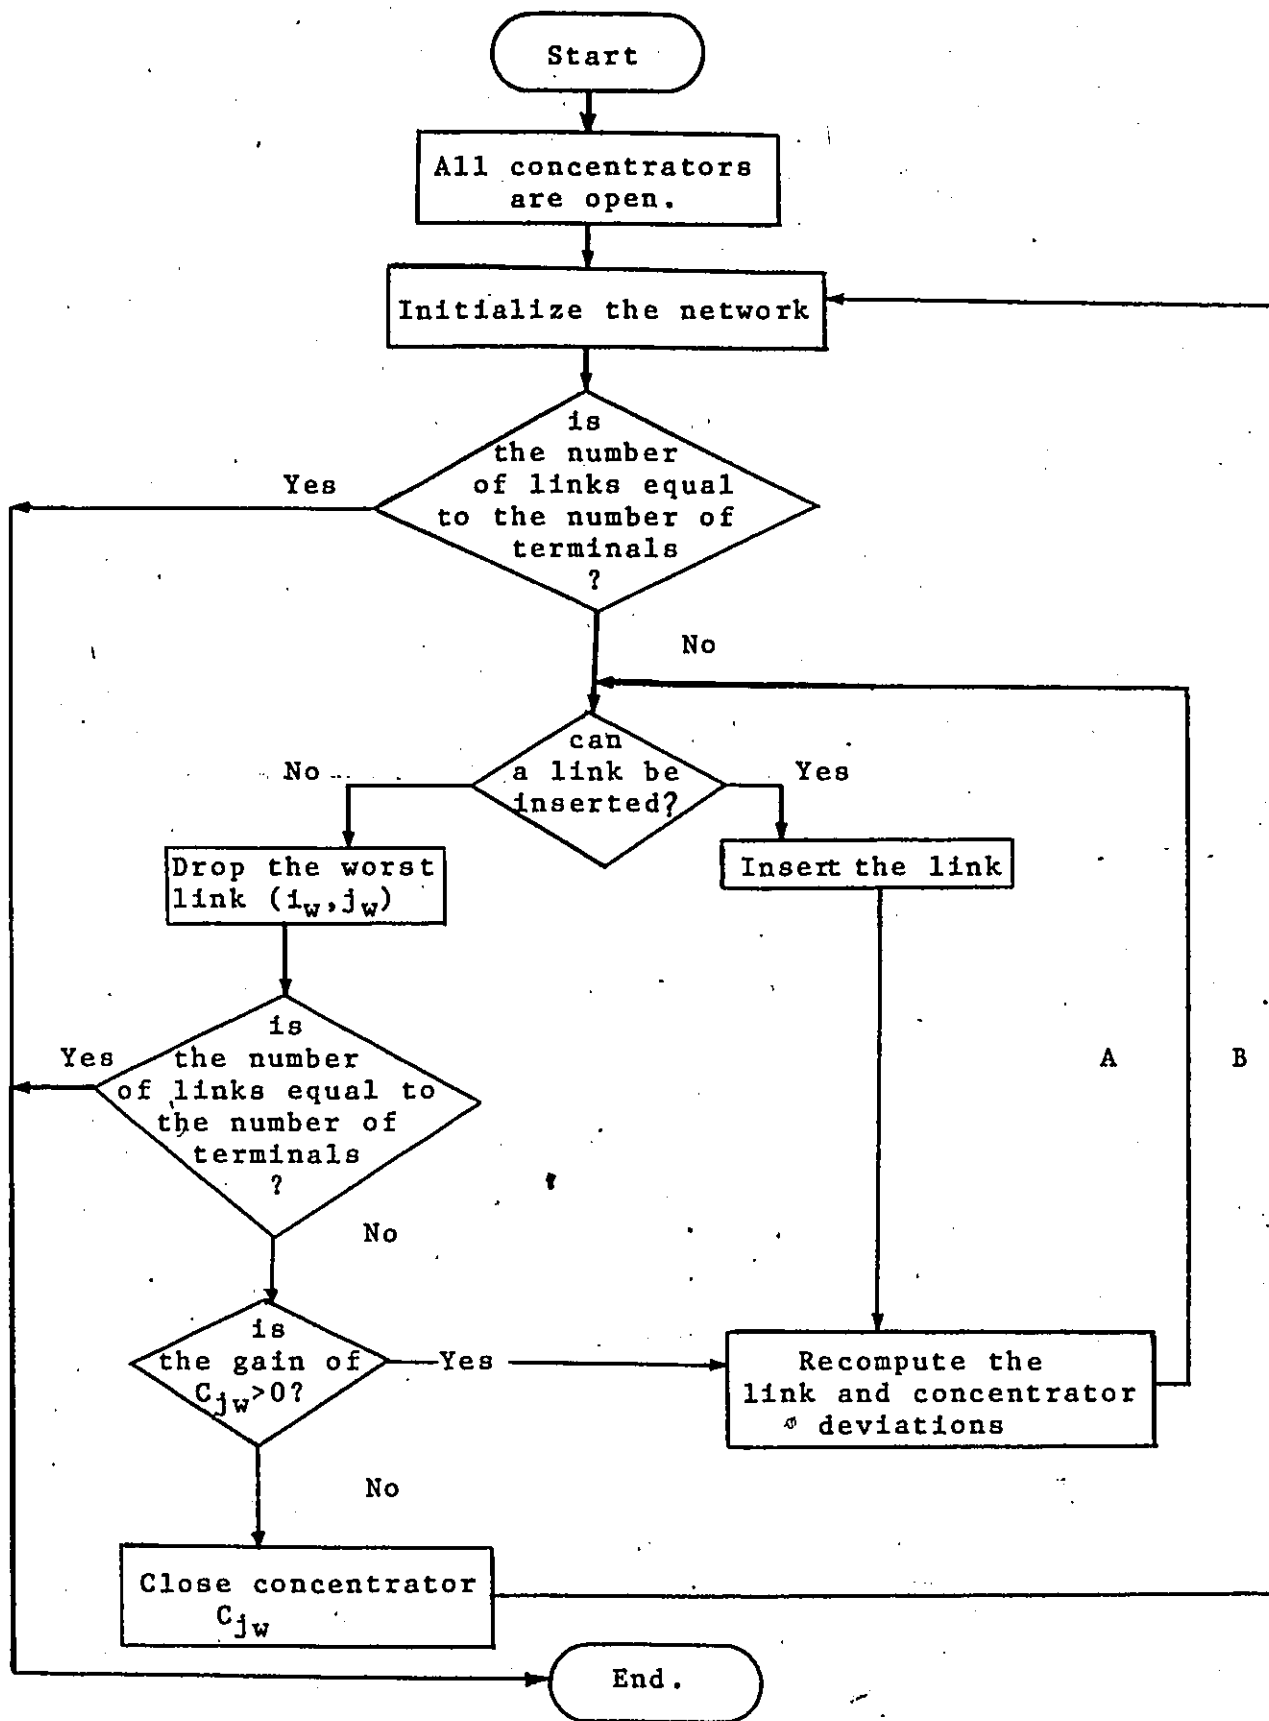 Start
All concentrators
are open.
Initialize the network
is
the number
of links equal
to the number of
terminals
?
Yes
No
can
a link be
inserted?
No
Yes
Drop the worst
link (i_w,j_w)
Insert the link
is
the number
of links equal to
the number of
terminals
?
Yes
No
A
B
is
the gain of
C_jw>0?
Yes
No
Recompute the
link and concentrator
deviations
Close concentrator
C_jw
End.